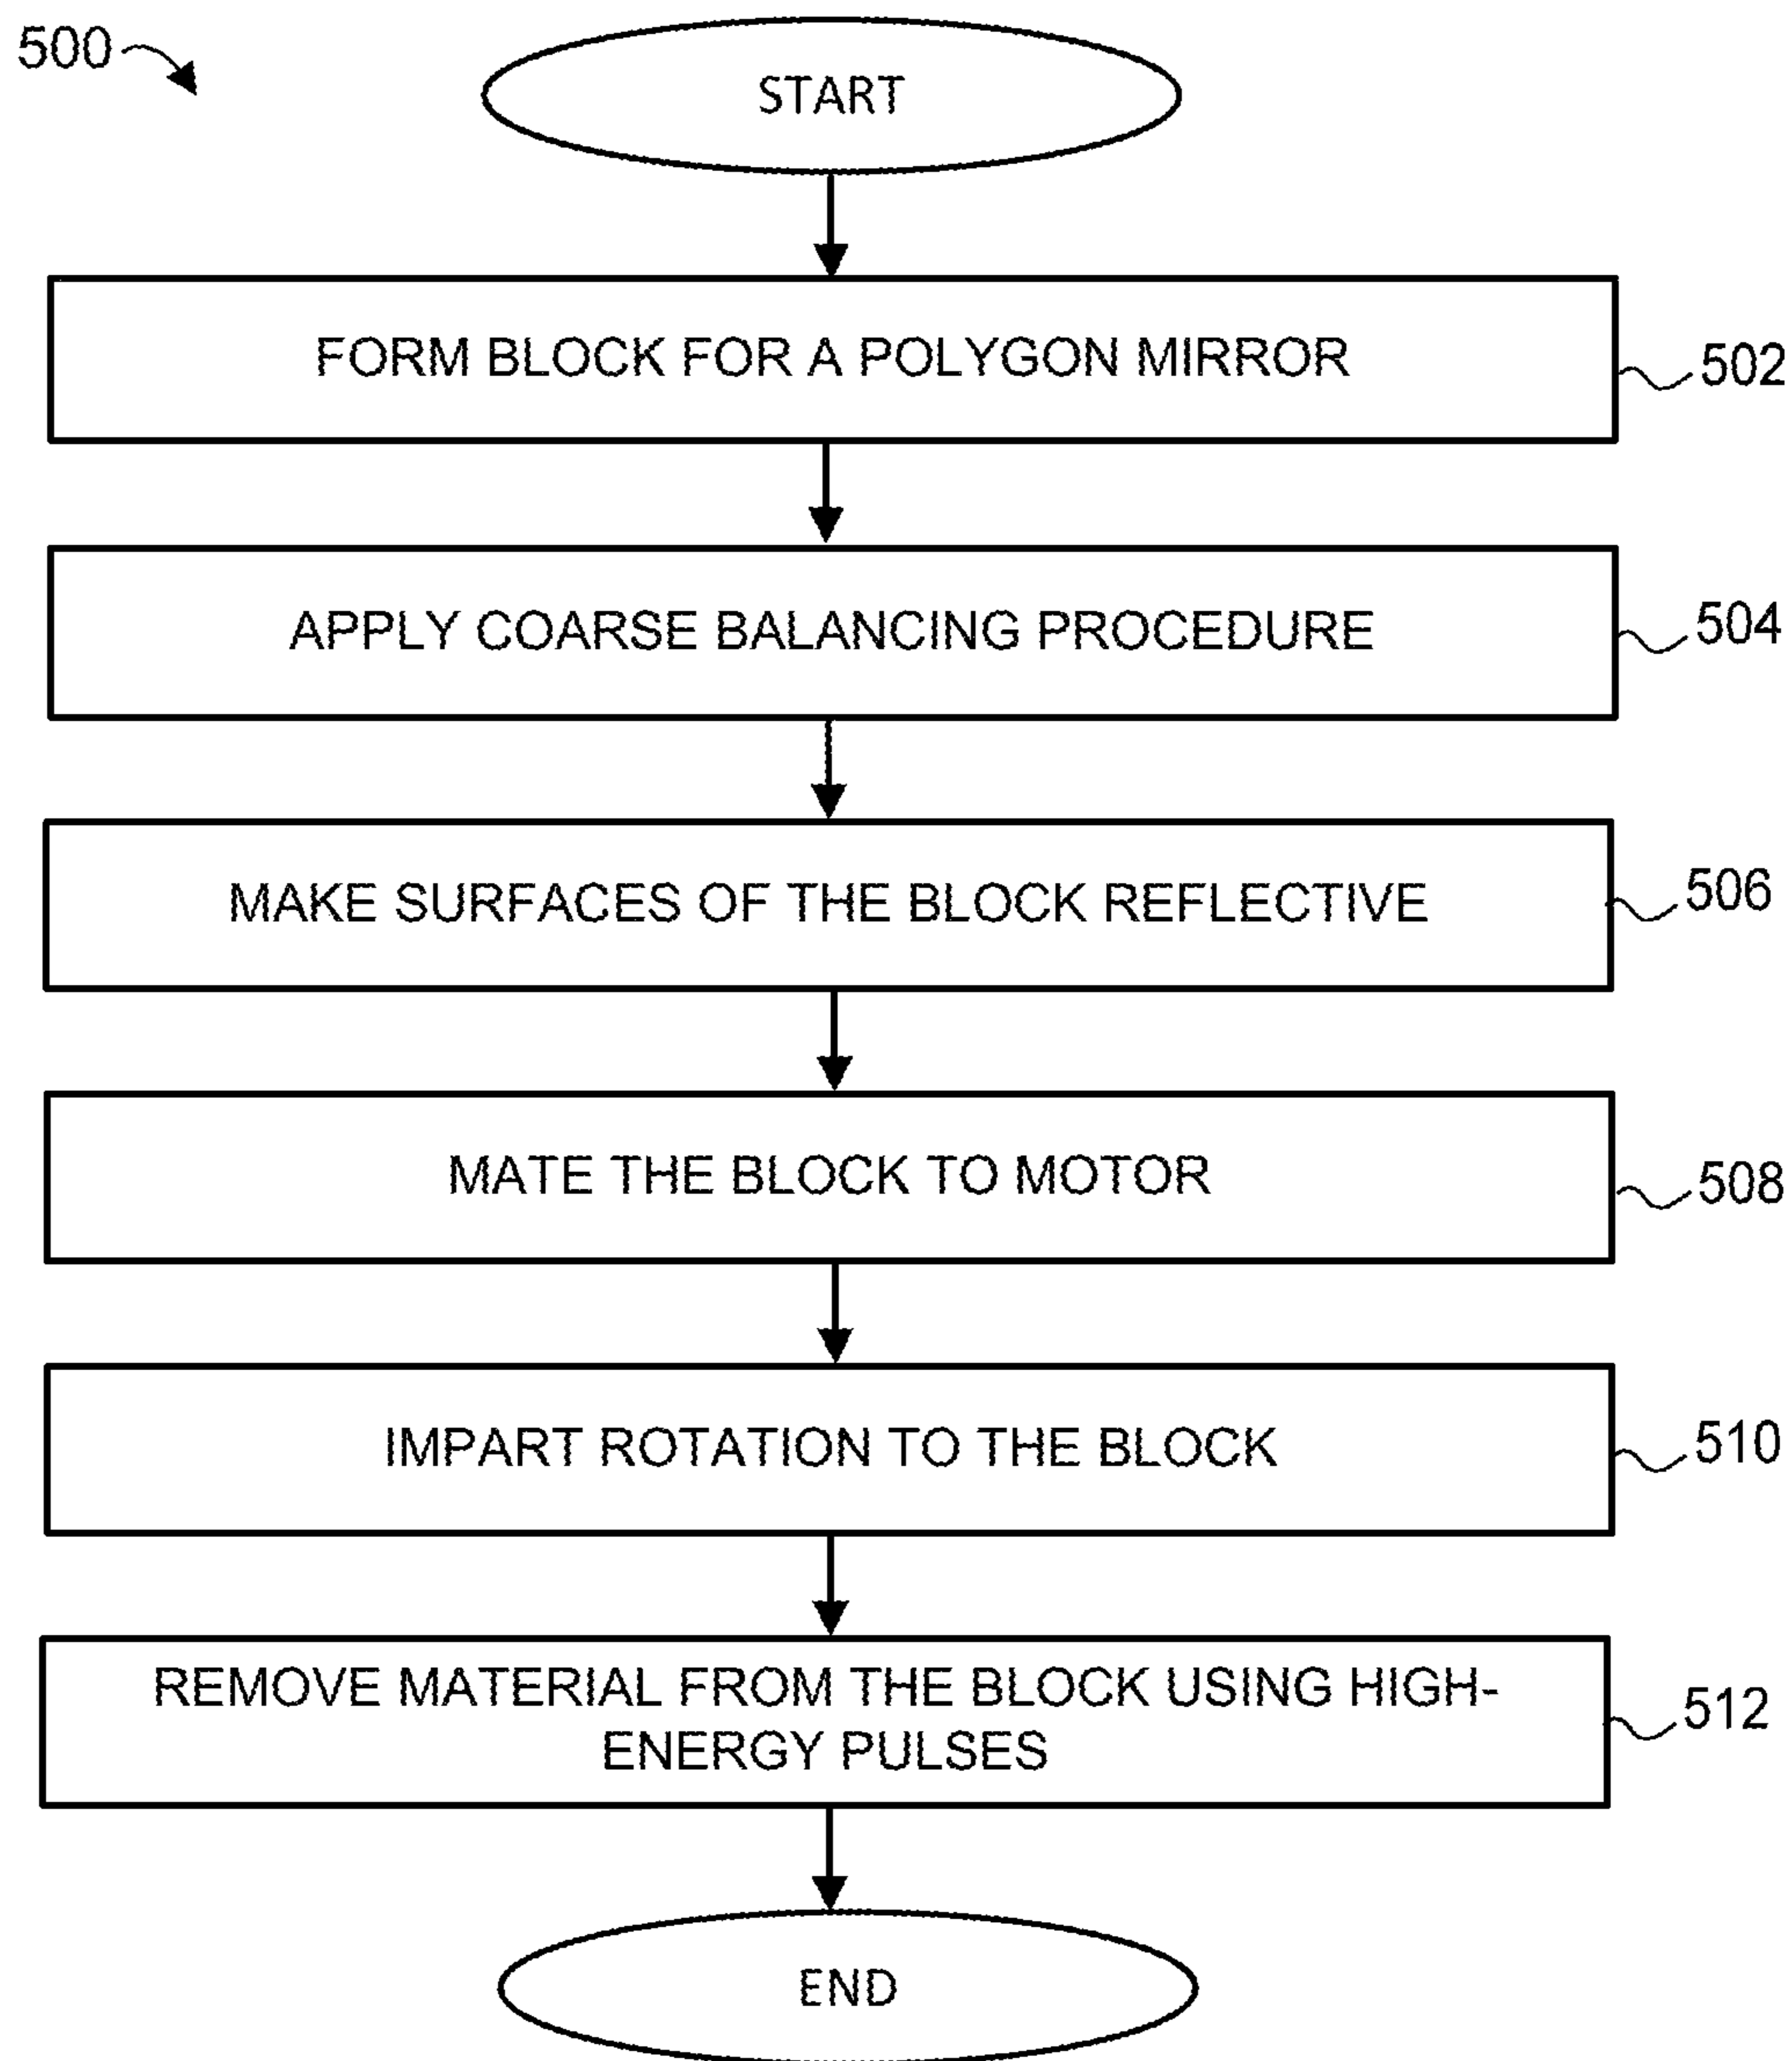 500
START
FORM BLOCK FOR A POLYGON MIRROR
502
APPLY COARSE BALANCING PROCEDURE
504
MAKE SURFACES OF THE BLOCK REFLECTIVE
506
MATE THE BLOCK TO MOTOR
508
IMPART ROTATION TO THE BLOCK
510
REMOVE MATERIAL FROM THE BLOCK USING HIGH-
ENERGY PULSES
512
END